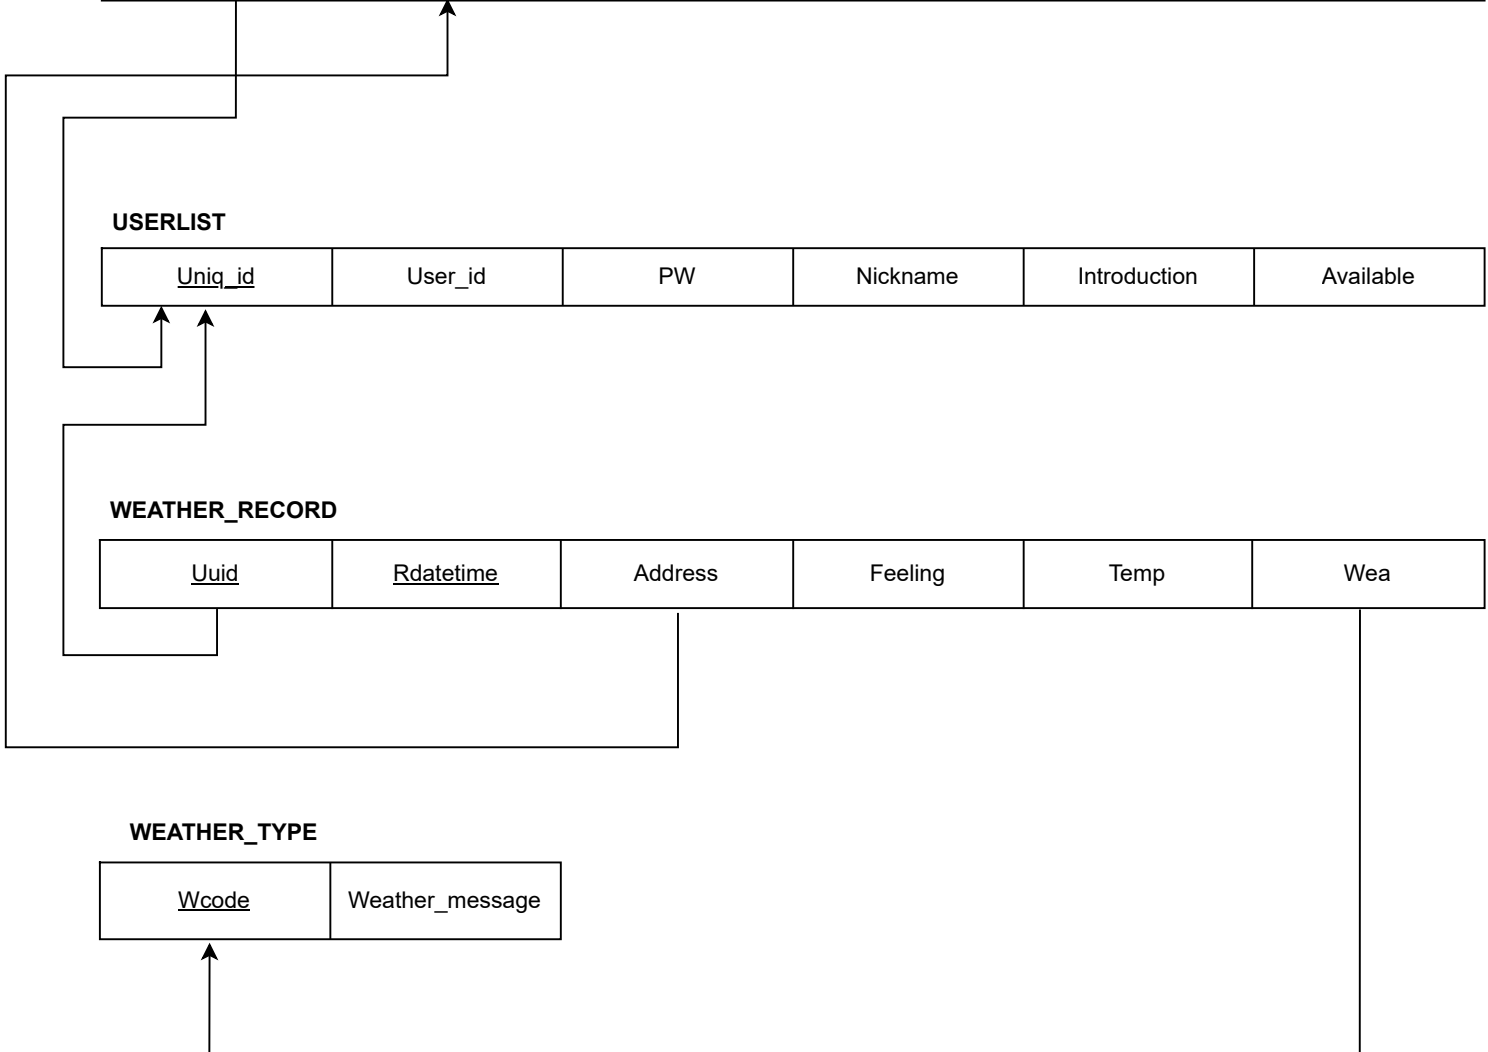 USERLIST
Uniq_id User_id PW Nickname Introduction Available
WEATHER_RECORD
Uuid Rdatetime Address Feeling Temp Wea
WEATHER_TYPE
Wcode Weather_message